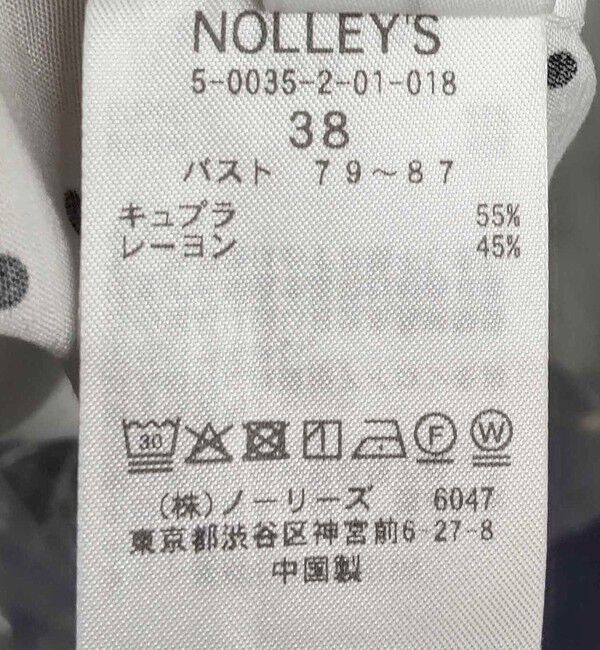 NOLLEY'S
5-0035-2-01-018
38
バスト 79～87
キュプラ 55%
レーヨン 45%
30 F W
(株)ノーリーズ 6047
東京都渋谷区神宮前6-27-8
中国製